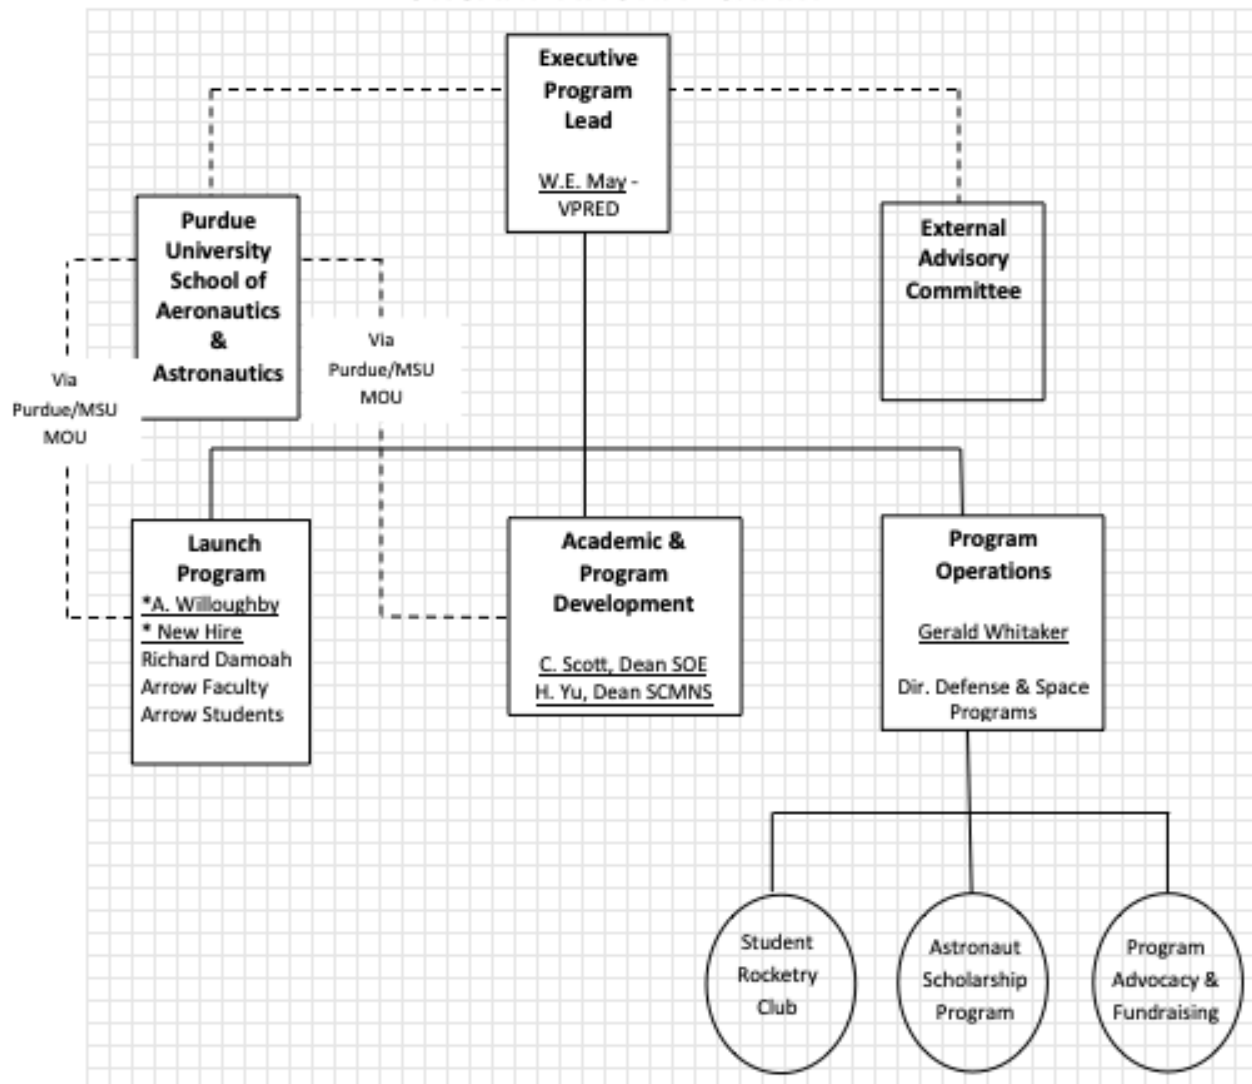 Executive
Program
Lead
W.E. May -
VPRED
Purdue
University
School of
Aeronautics
&
Astronautics
External
Advisory
Committee
Via
Purdue/MSU
MOU
Via
Purdue/MSU
MOU
Launch
Program
*A. Willoughby
* New Hire
Richard Damoah
Arrow Faculty
Arrow Students
Academic &
Program
Development
C. Scott, Dean SOE
H. Yu, Dean SCMNS
Program
Operations
Gerald Whitaker
Dir. Defense & Space
Programs
Student
Rocketry
Club
Astronaut
Scholarship
Program
Program
Advocacy &
Fundraising